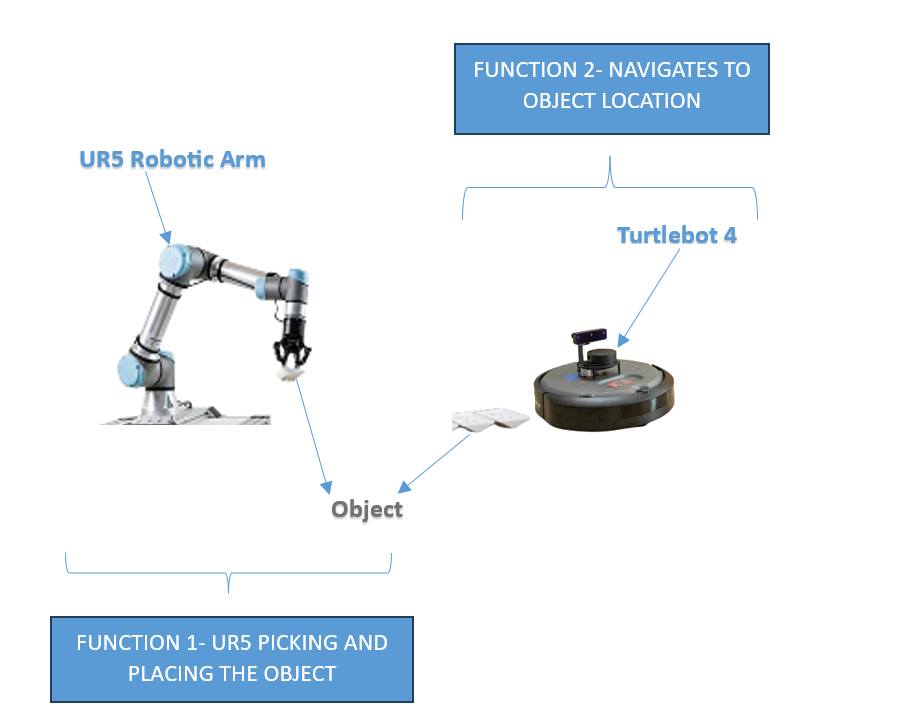 FUNCTION 2- NAVIGATES TO
OBJECT LOCATION
UR5 Robotic Arm
Turtlebot 4
Object
FUNCTION 1- UR5 PICKING AND
PLACING THE OBJECT